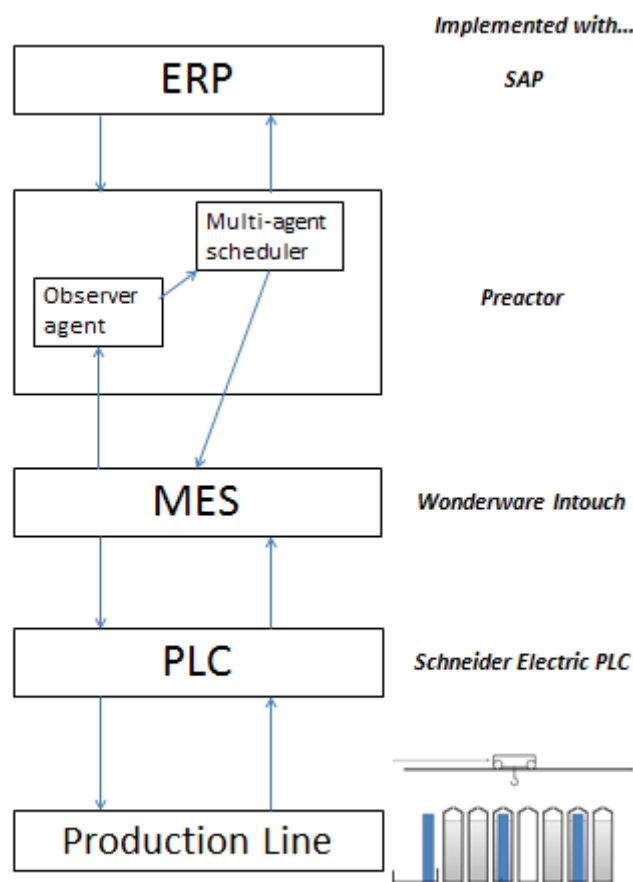 Implemented with...
ERP
SAP
Multi-agent
scheduler
Observer
agent
Preactor
MES
Wonderware Intouch
PLC
Schneider Electric PLC
Production Line